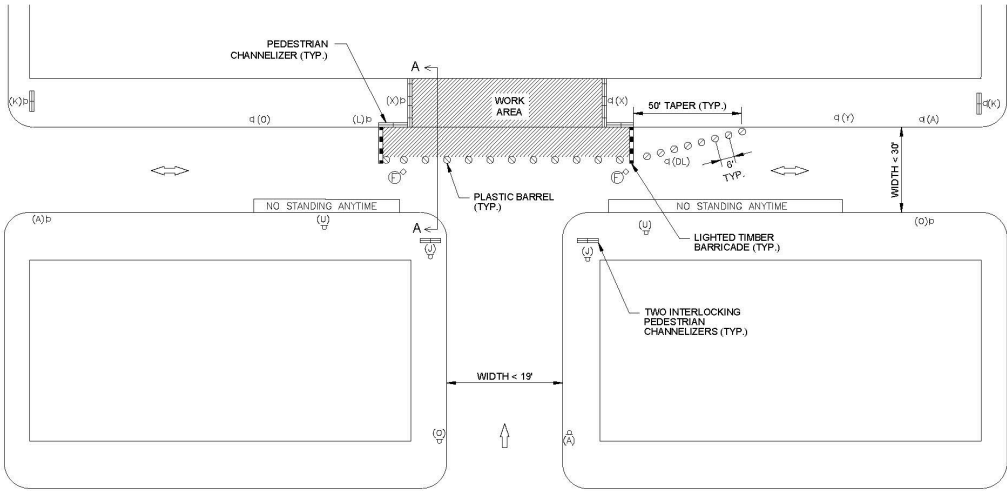 PEDESTRIAN
CHANNELIZER (TYP.)
A
(K)
(X)
WORK
AREA
(X)
50' TAPER (TYP.)
(K)
(O)
(L)
(Y)
(A)
(DL)
6'
TYP.
WIDTH < 30'
F
F
PLASTIC BARREL
(TYP.)
NO STANDING ANYTIME
NO STANDING ANYTIME
(A)
(U)
A
(U)
(O)
(J)
(J)
LIGHTED TIMBER
BARRICADE (TYP.)
TWO INTERLOCKING
PEDESTRIAN
CHANNELIZERS (TYP.)
WIDTH < 19'
(O)
(A)